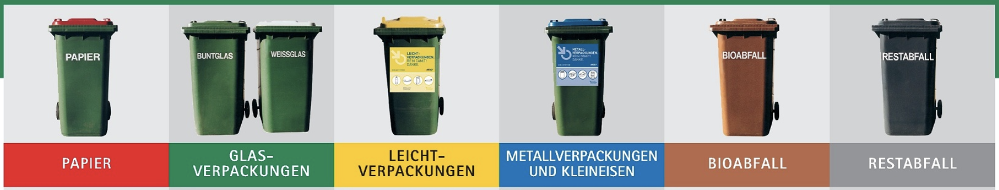 PAPIER
BUNTGLAS
WEISSGLAS
LEICHT-
VERPACKUNGEN.
REIN DAMIT!
DANKE.
METALL-
VERPACKUNGEN.
REIN DAMIT!
DANKE.
BIOABFALL
RESTABFALL
PAPIER
GLAS-
VERPACKUNGEN
LEICHT-
VERPACKUNGEN
METALLVERPACKUNGEN
UND KLEINEISEN
BIOABFALL
RESTABFALL